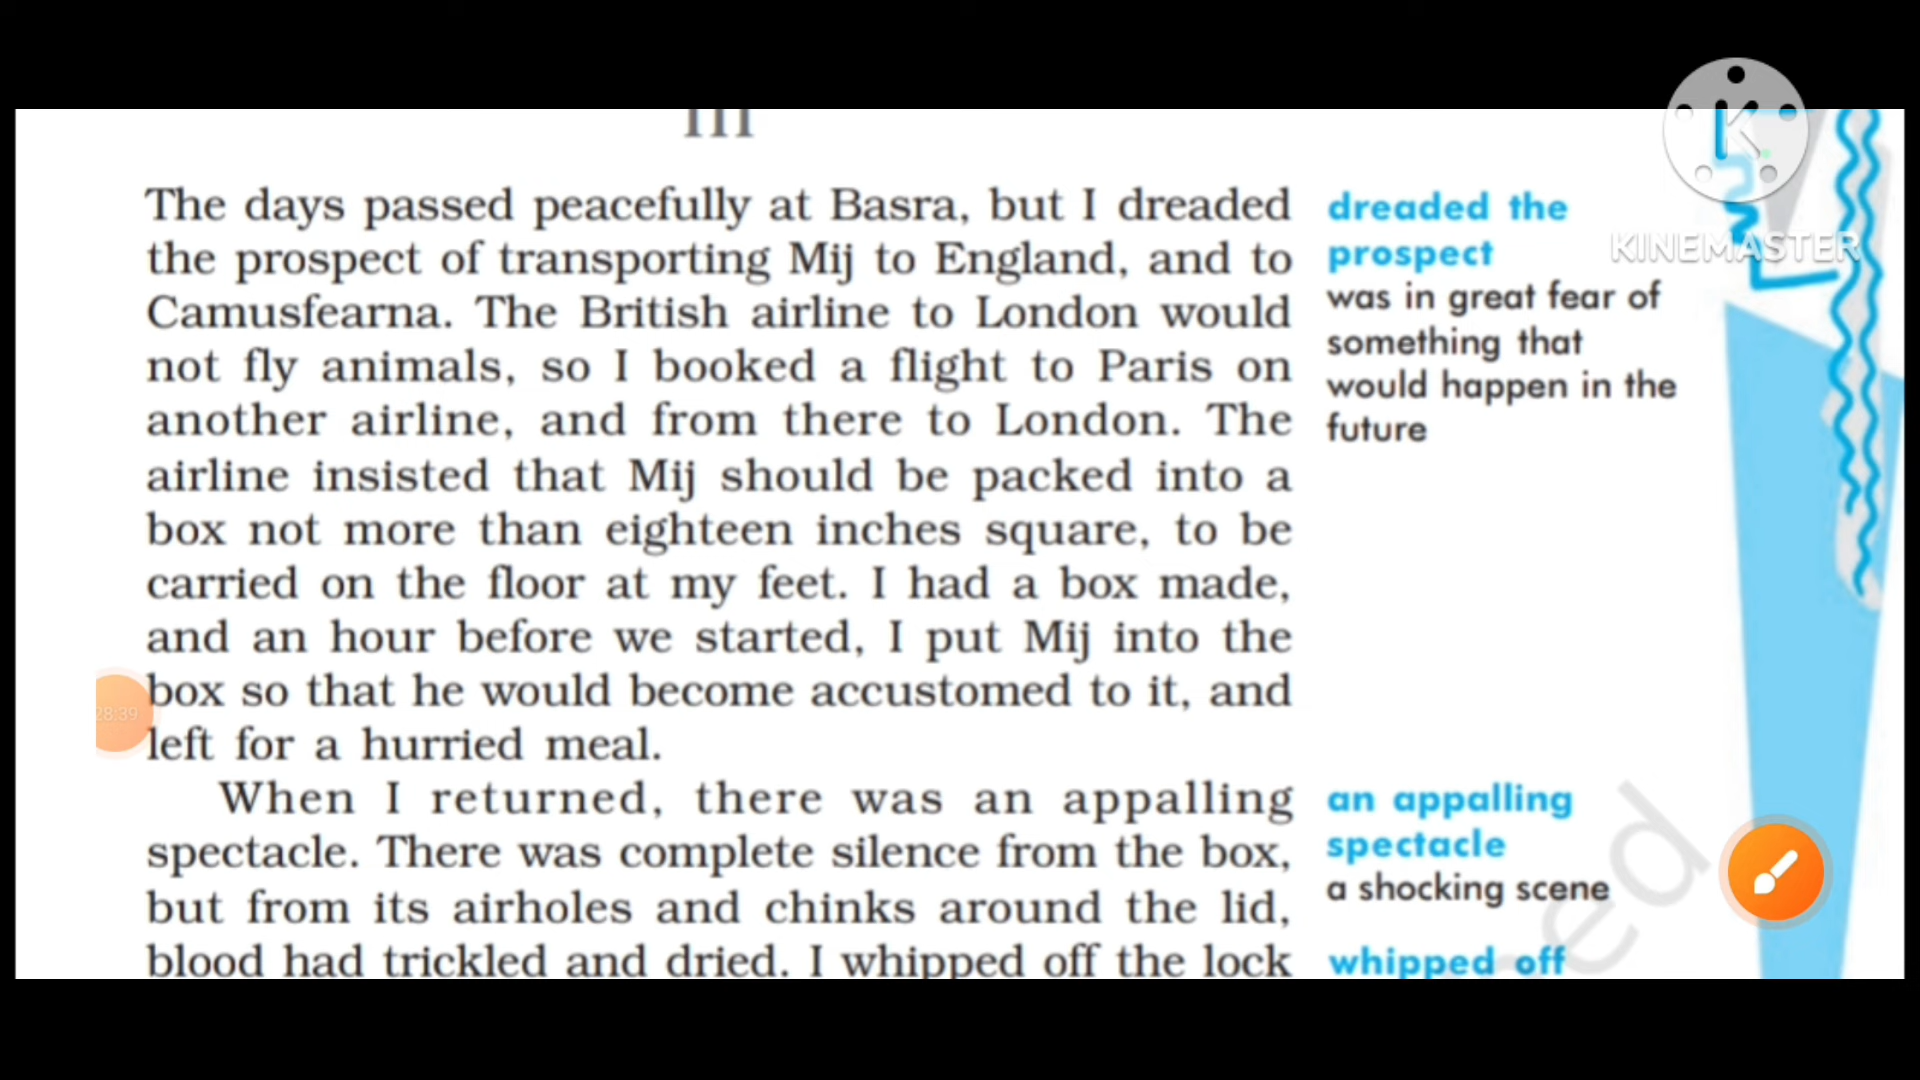 III
The days passed peacefully at Basra, but I dreaded
the prospect of transporting Mij to England, and to
Camusfearna. The British airline to London would
not fly animals, so I booked a flight to Paris on
another airline, and from there to London. The
airline insisted that Mij should be packed into a
box not more than eighteen inches square, to be
carried on the floor at my feet. I had a box made,
and an hour before we started, I put Mij into the
box so that he would become accustomed to it, and
left for a hurried meal.
When I returned, there was an appalling
spectacle. There was complete silence from the box,
but from its airholes and chinks around the lid,
blood had trickled and dried. I whipped off the lock
dreaded the
prospect
was in great fear of
something that
would happen in the
future
an appalling
spectacle
a shocking scene
whipped off
K
KINEMASTER
28:39
ed